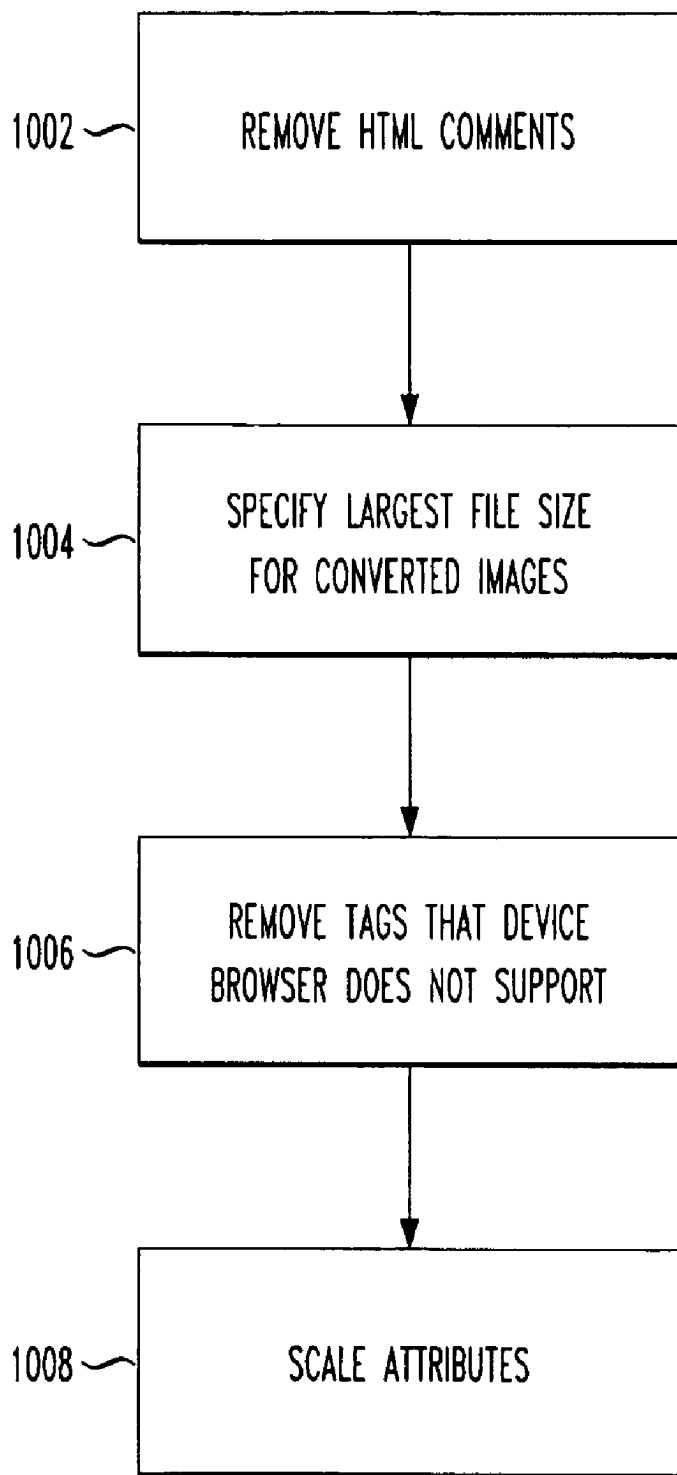 1002
REMOVE HTML COMMENTS
1004
SPECIFY LARGEST FILE SIZE
FOR CONVERTED IMAGES
1006
REMOVE TAGS THAT DEVICE
BROWSER DOES NOT SUPPORT
1008
SCALE ATTRIBUTES